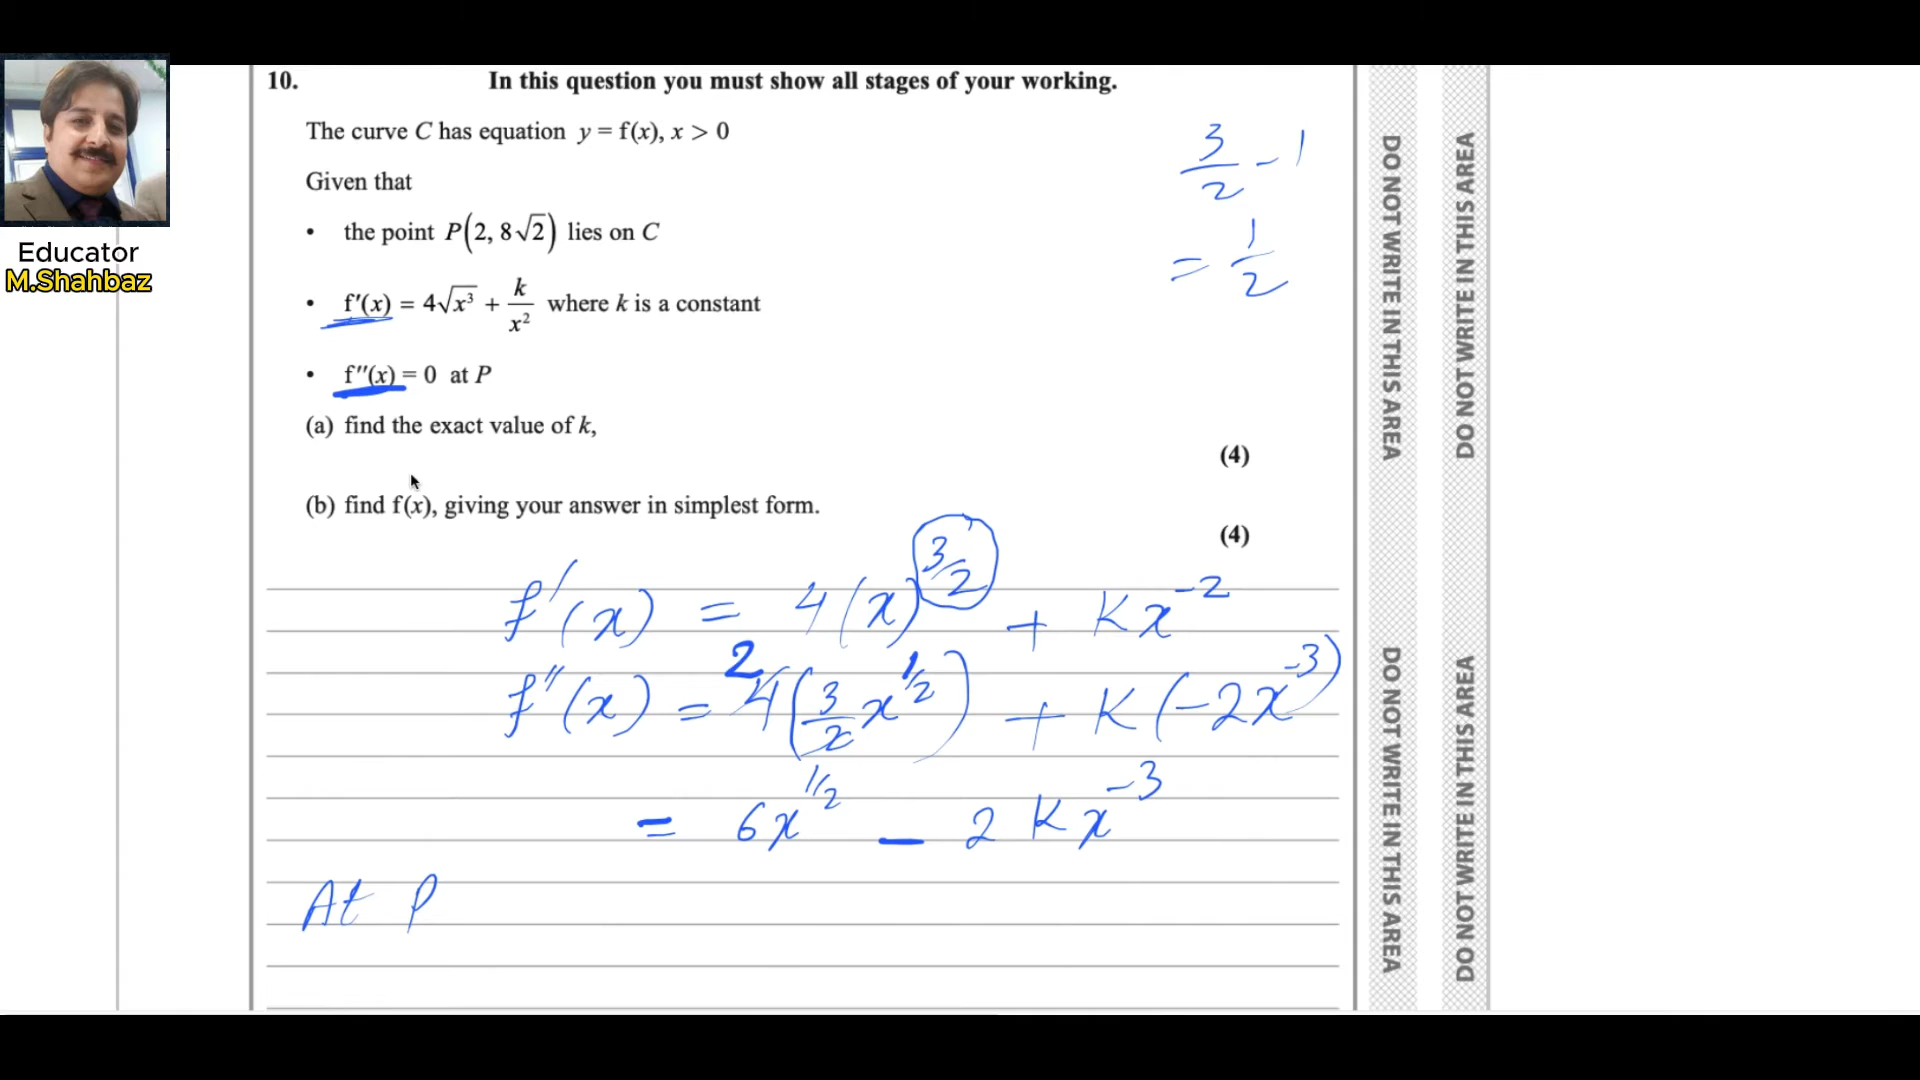 10. In this question you must show all stages of your working.
The curve C has equation y = f(x), x > 0
Given that
• the point P(2, 8√2) lies on C
• f′(x) = 4√x³ + k/x² where k is a constant
• f″(x) = 0 at P
(a) find the exact value of k,
(4)
(b) find f(x), giving your answer in simplest form.
(4)
3/2 - 1
= 1/2
f′(x) = 4(x)^3/2 + Kx^-2
f″(x) = 2 4(3/2 x^1/2) + K(-2x^-3)
= 6x^1/2 - 2Kx^-3
At P
Educator
M.Shahbaz
DO NOT WRITE IN THIS AREA
DO NOT WRITE IN THIS AREA
DO NOT WRITE IN THIS AREA
DO NOT WRITE IN THIS AREA